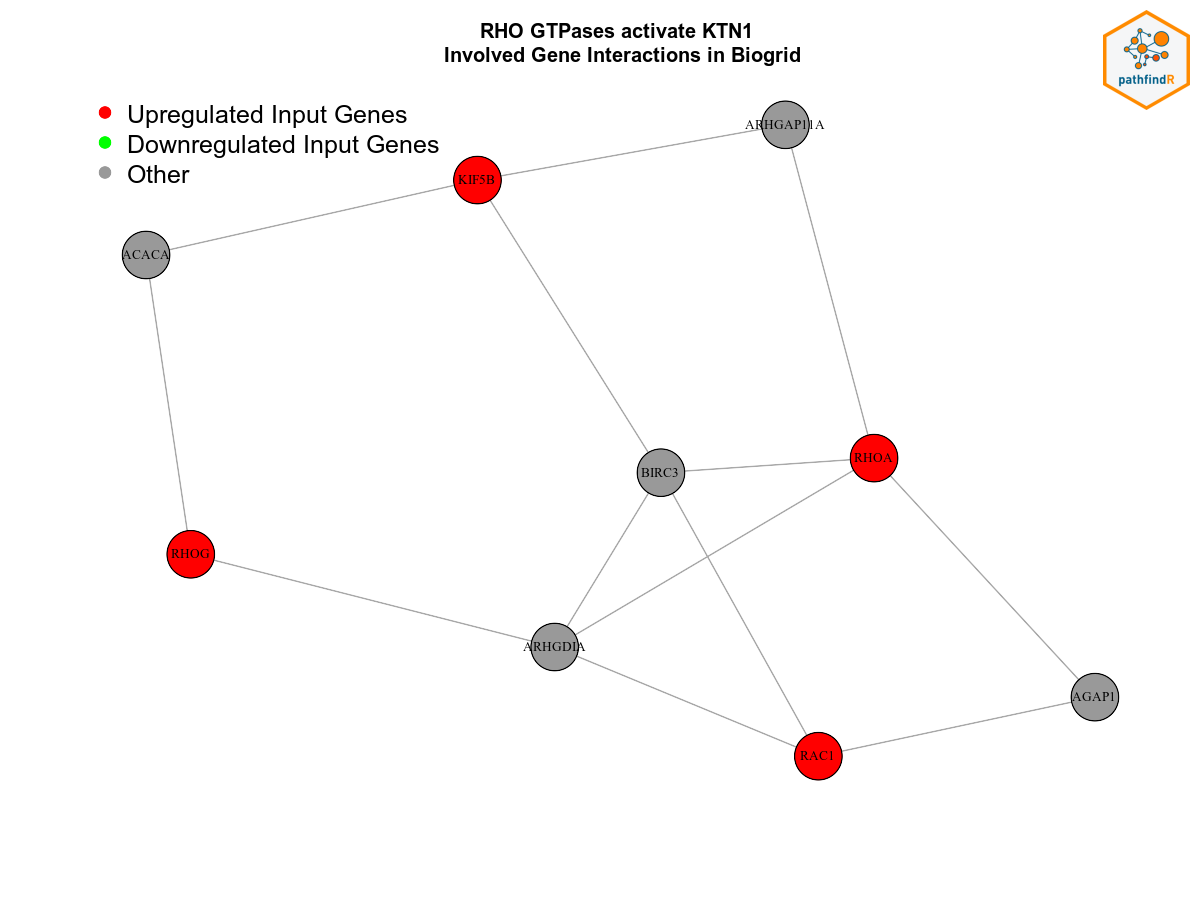 RHO GTPases activate KTN1
Involved Gene Interactions in Biogrid
pathfindR
Upregulated Input Genes
Downregulated Input Genes
Other
ARHGAP11A
KIF5B
ACACA
BIRC3
RHOA
RHOG
ARHGDIA
AGAP1
RAC1